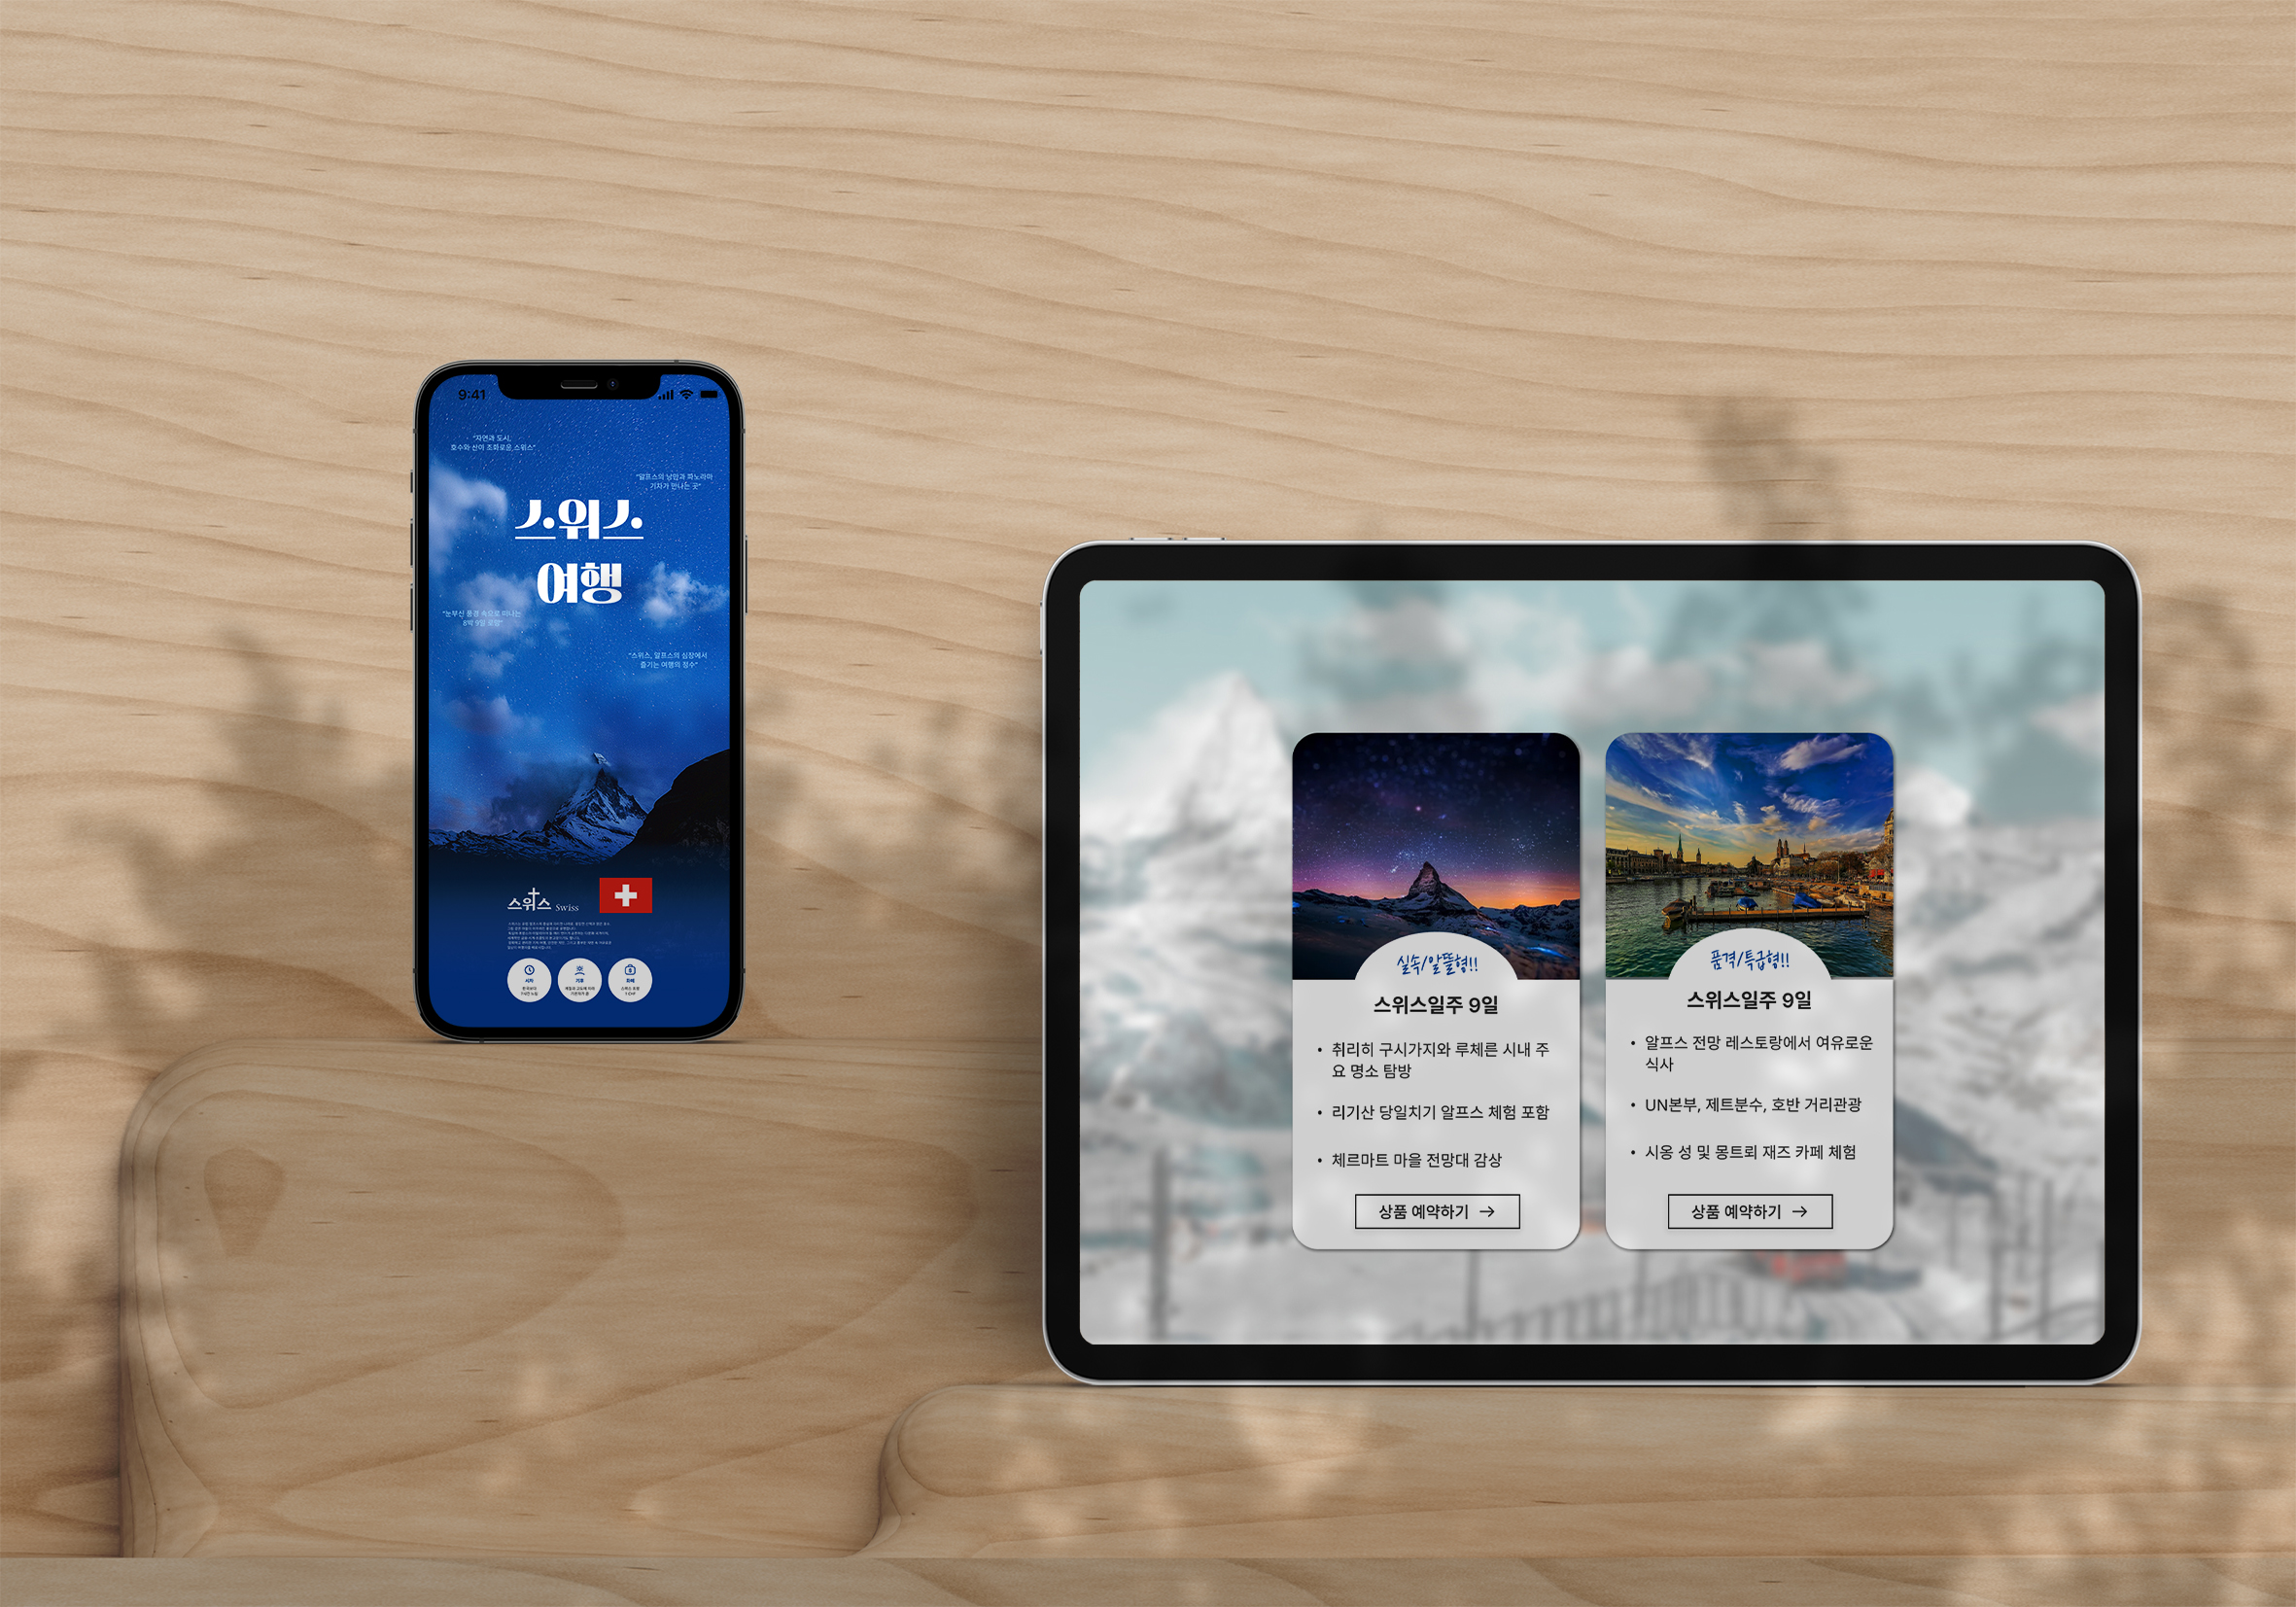 9:41
"자연과 도시,
호수와 산이 조화로운 스위스"
"알프스의 낭만과 파노라마
기차가 만나는 곳"
스위스
여행
"눈부신 풍경 속으로 떠나는
8박 9일 로망"
"스위스, 알프스의 심장에서
즐기는 여행의 정수"
스위스 Swiss
시차
기후
화폐
실속/알뜰형!!
스위스일주 9일
• 취리히 구시가지와 루체른 시내 주
요 명소 탐방
• 리기산 당일치기 알프스 체험 포함
• 체르마트 마을 전망대 감상
상품 예약하기 →
품격/특급형!!
스위스일주 9일
• 알프스 전망 레스토랑에서 여유로운
식사
• UN본부, 제트분수, 호반 거리관광
• 시옹 성 및 몽트뢰 재즈 카페 체험
상품 예약하기 →